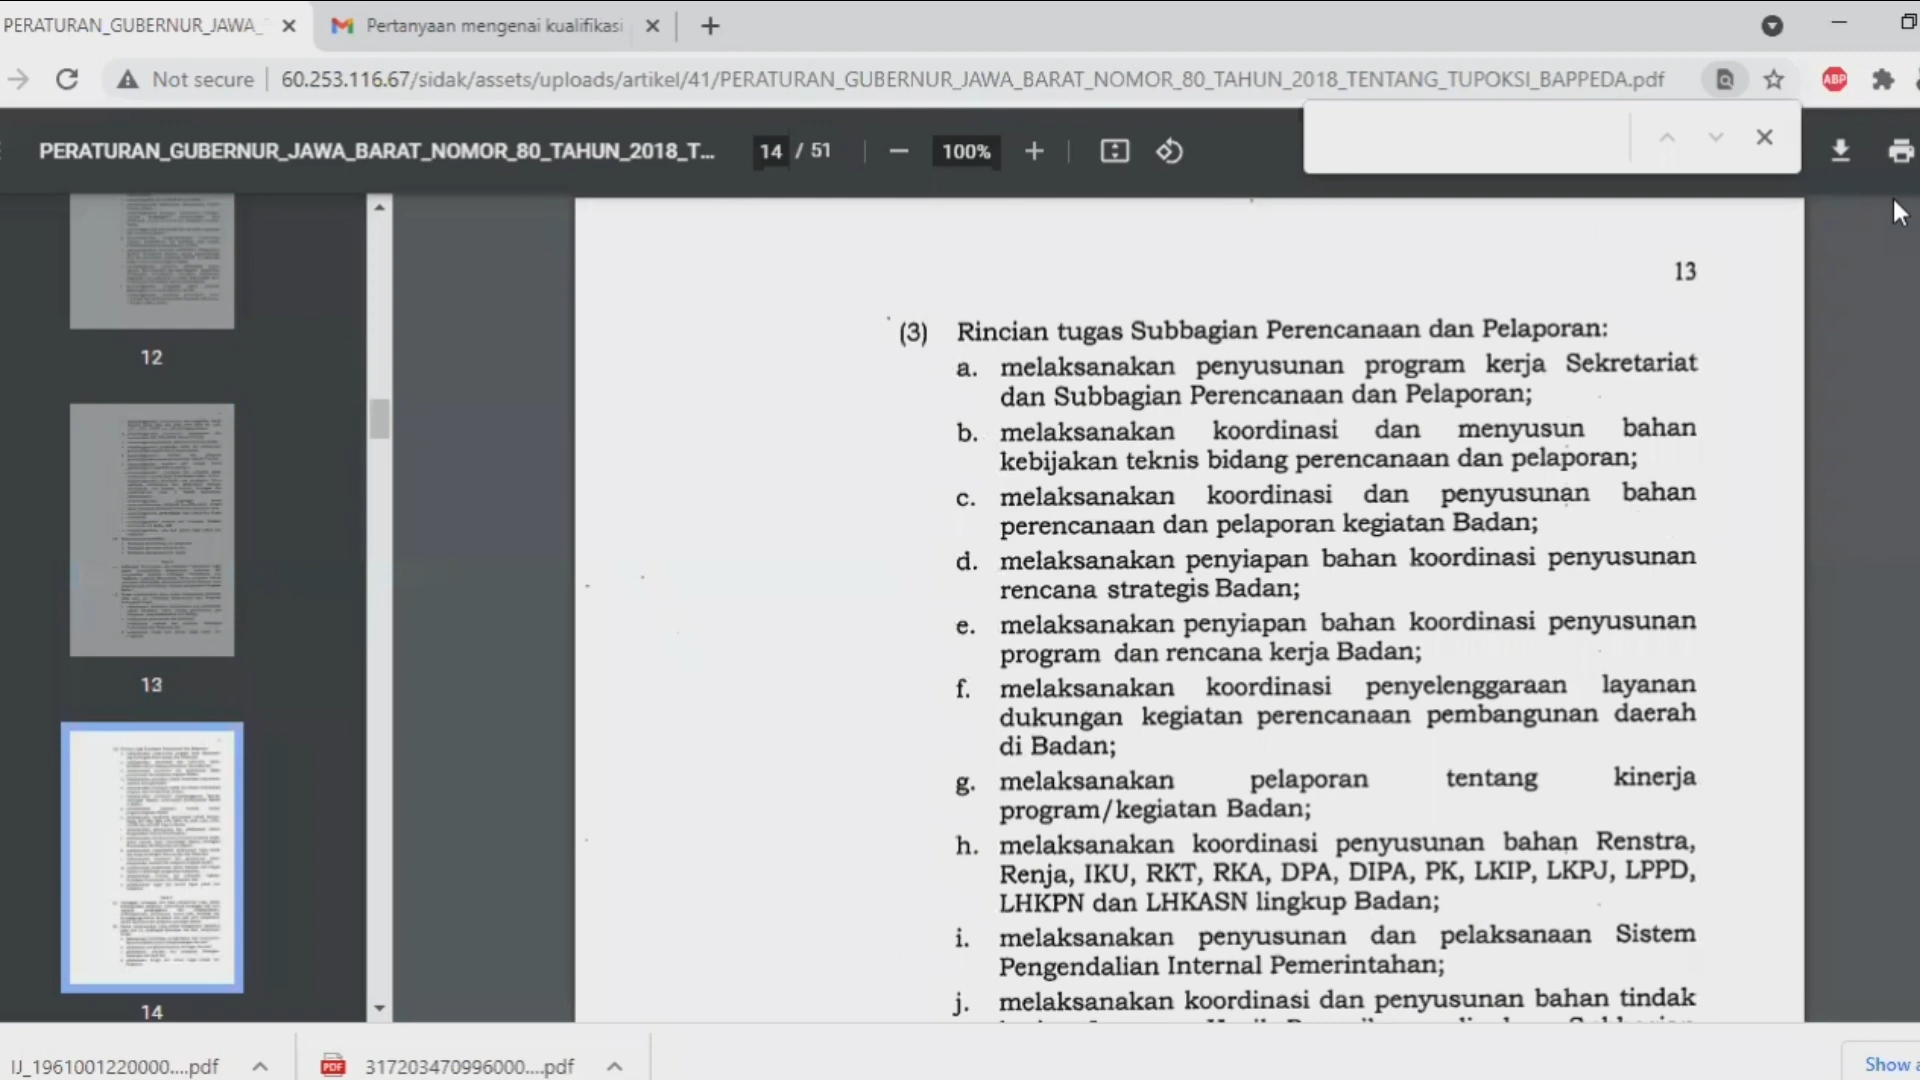 PERATURAN_GUBERNUR_JAWA_
Pertanyaan mengenai kualifikasi
Not secure
60.253.116.67/sidak/assets/uploads/artikel/41/PERATURAN_GUBERNUR_JAWA_BARAT_NOMOR_80_TAHUN_2018_TENTANG_TUPOKSI_BAPPEDA.pdf
ABP
PERATURAN_GUBERNUR_JAWA_BARAT_NOMOR_80_TAHUN_2018_T...
14 / 51
100%
12
13
14
13
(3) Rincian tugas Subbagian Perencanaan dan Pelaporan:
a. melaksanakan penyusunan program kerja Sekretariat
dan Subbagian Perencanaan dan Pelaporan;
b. melaksanakan koordinasi dan menyusun bahan
kebijakan teknis bidang perencanaan dan pelaporan;
c. melaksanakan koordinasi dan penyusunan bahan
perencanaan dan pelaporan kegiatan Badan;
d. melaksanakan penyiapan bahan koordinasi penyusunan
rencana strategis Badan;
e. melaksanakan penyiapan bahan koordinasi penyusunan
program dan rencana kerja Badan;
f. melaksanakan koordinasi penyelenggaraan layanan
dukungan kegiatan perencanaan pembangunan daerah
di Badan;
g. melaksanakan pelaporan tentang kinerja
program/kegiatan Badan;
h. melaksanakan koordinasi penyusunan bahan Renstra,
Renja, IKU, RKT, RKA, DPA, DIPA, PK, LKIP, LKPJ, LPPD,
LHKPN dan LHKASN lingkup Badan;
i. melaksanakan penyusunan dan pelaksanaan Sistem
Pengendalian Internal Pemerintahan;
j. melaksanakan koordinasi dan penyusunan bahan tindak
IJ_1961001220000....pdf
PDF
317203470996000....pdf
Show